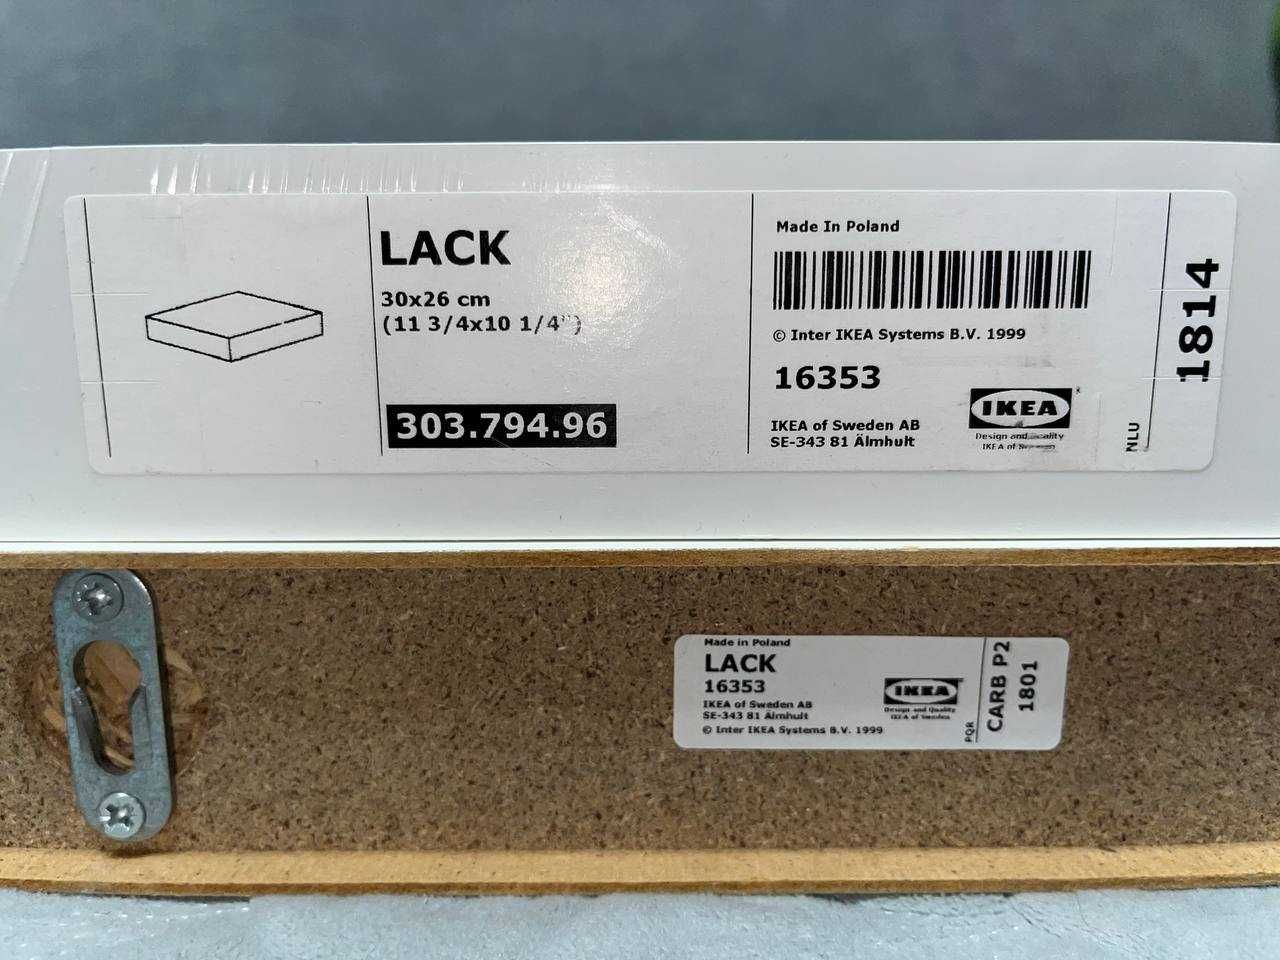 LACK
30x26 cm
(11 3/4x10 1/4")
303.794.96
Made In Poland
© Inter IKEA Systems B.V. 1999
16353
IKEA of Sweden AB
SE-343 81 Älmhult
IKEA
Design and Quality
IKEA of Sweden
NLU
1814
Made in Poland
LACK
16353
IKEA of Sweden AB
SE-343 81 Älmhult
© Inter IKEA Systems B.V. 1999
IKEA
Design and Quality
IKEA of Sweden
PQR
CARB P2
1801